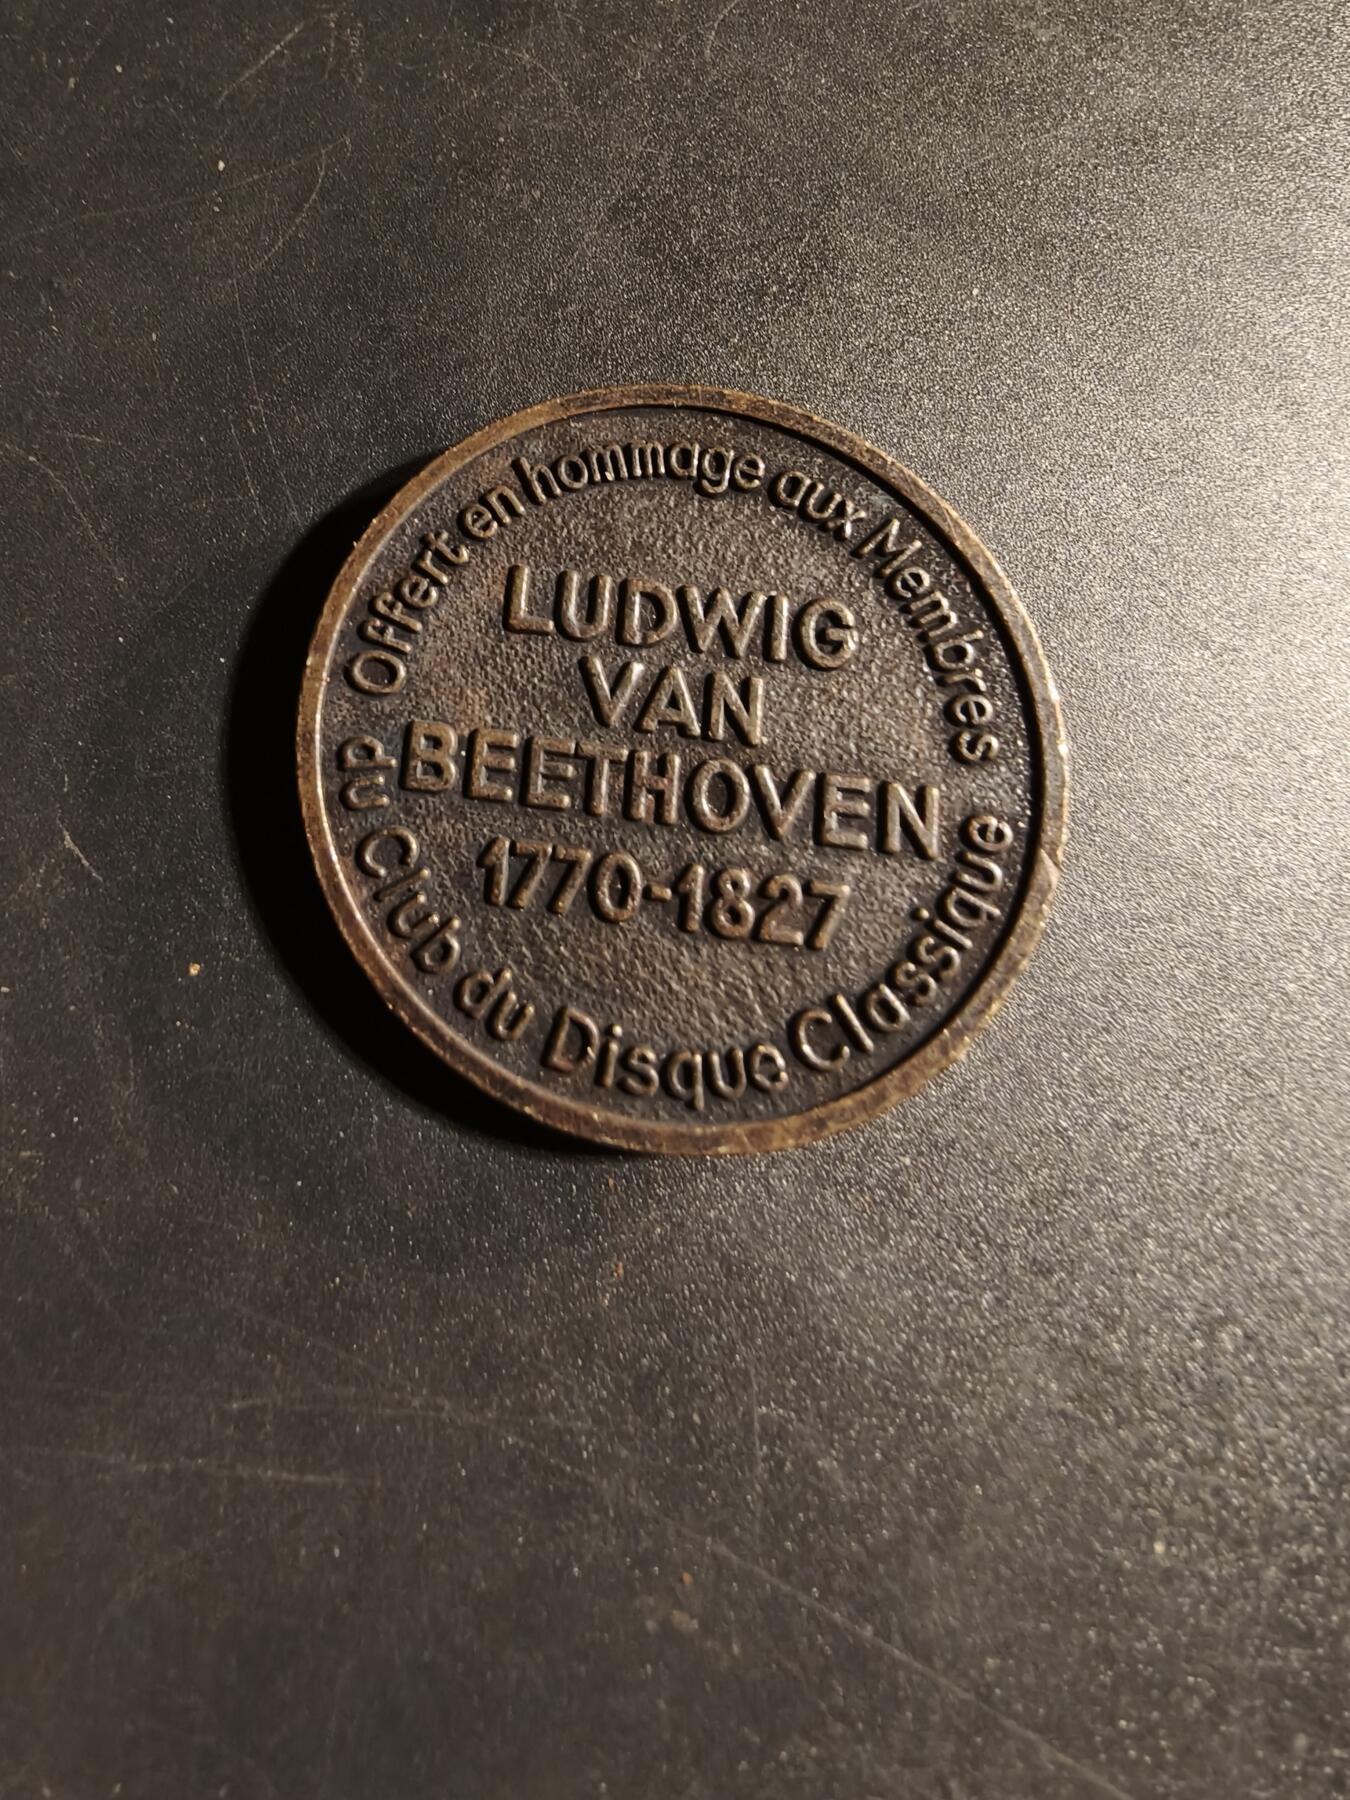 Offert en hommage aux Membres
LUDWIG
VAN
BEETHOVEN
1770-1827
du Club du Disque Classique